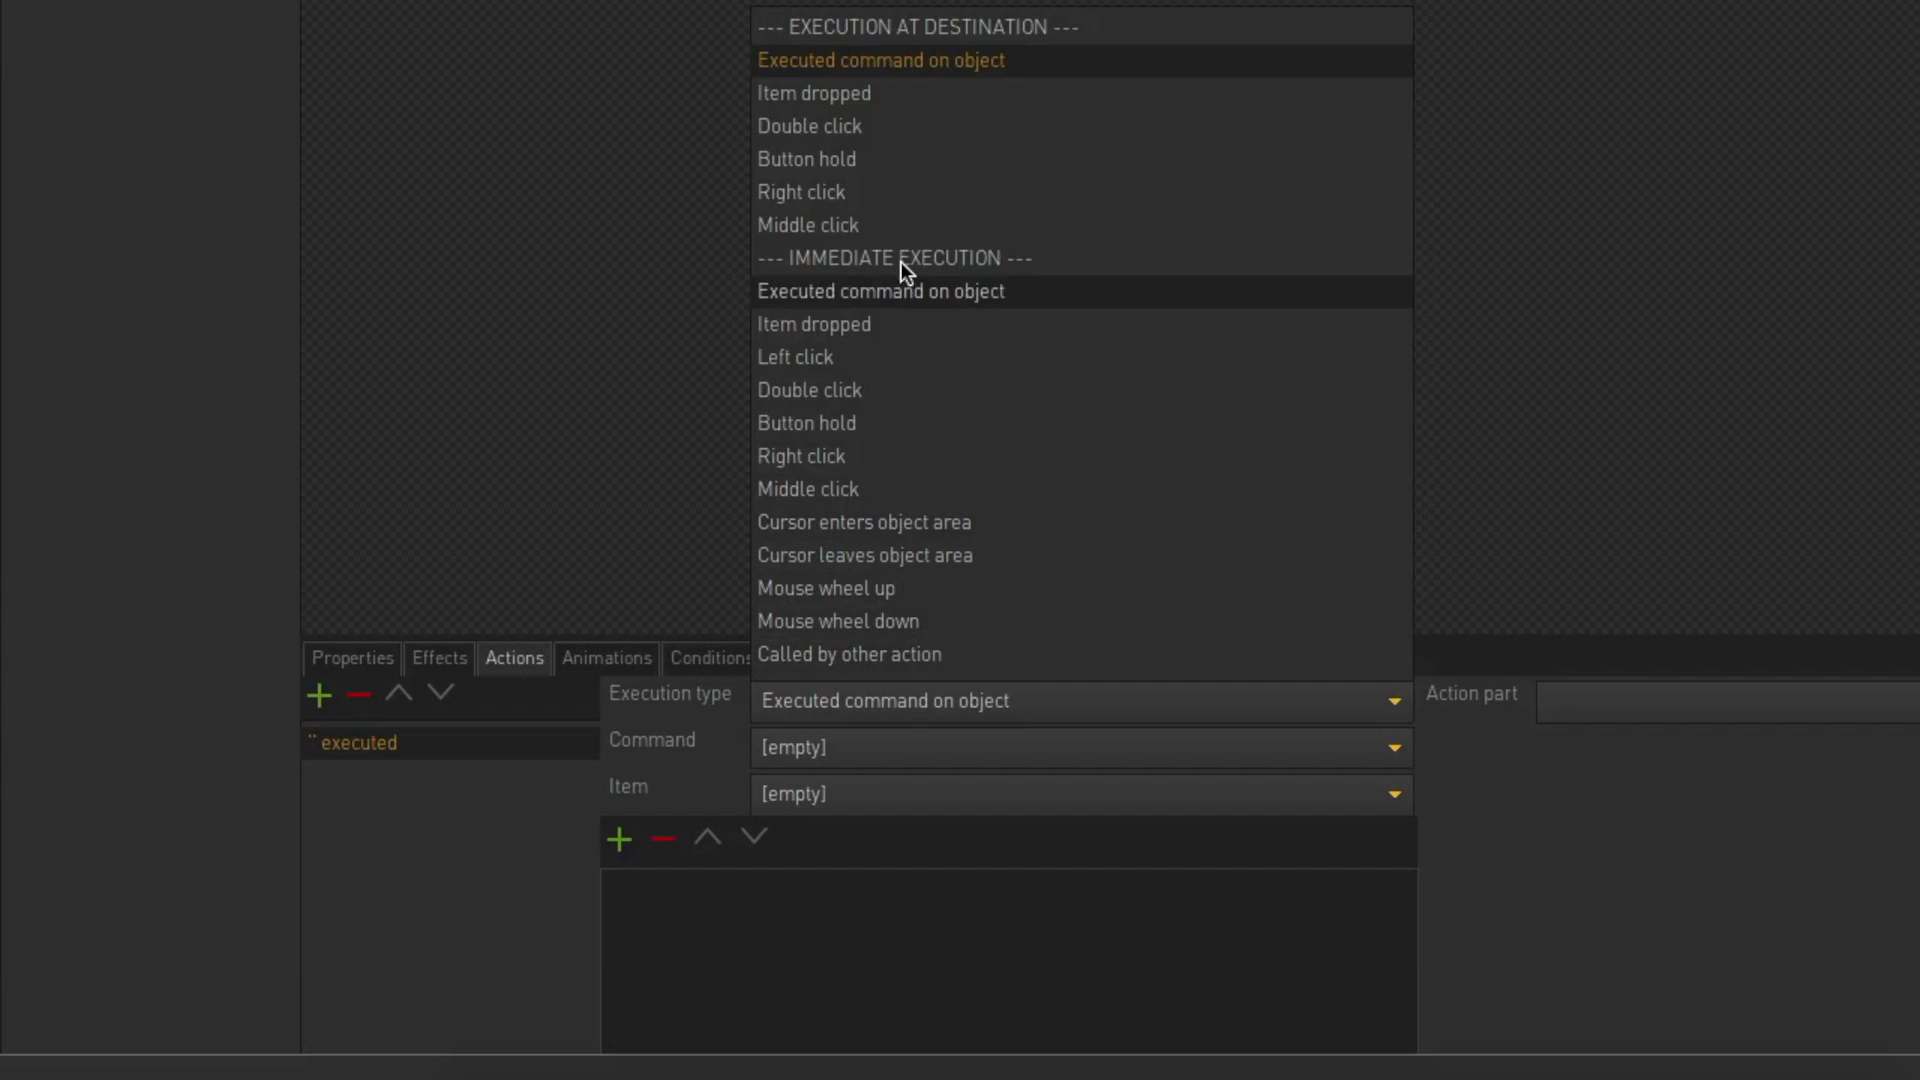 --- EXECUTION AT DESTINATION ---
Executed command on object
Item dropped
Double click
Button hold
Right click
Middle click
--- IMMEDIATE EXECUTION ---
Executed command on object
Item dropped
Left click
Double click
Button hold
Right click
Middle click
Cursor enters object area
Cursor leaves object area
Mouse wheel up
Mouse wheel down
Called by other action
Properties Effects Actions Animations Conditions
Execution type Executed command on object Action part
'' executed
Command [empty]
Item [empty]